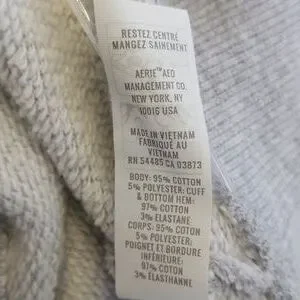 RESTEZ CENTRÉ
MANGEZ SAINEMENT
AERIE™ AEO
MANAGEMENT CO.
NEW YORK, NY
10016 USA
MADE IN VIETNAM
FABRIQUÉ AU
VIETNAM
RN 54485 CA 03873
BODY: 95% COTTON
5% POLYESTER; CUFF
& BOTTOM HEM:
97% COTTON
3% ELASTANE
CORPS: 95% COTON
5% POLYESTER;
POIGNET ET BORDURE
INFÉRIEURE:
97% COTON
3% ÉLASTHANNE